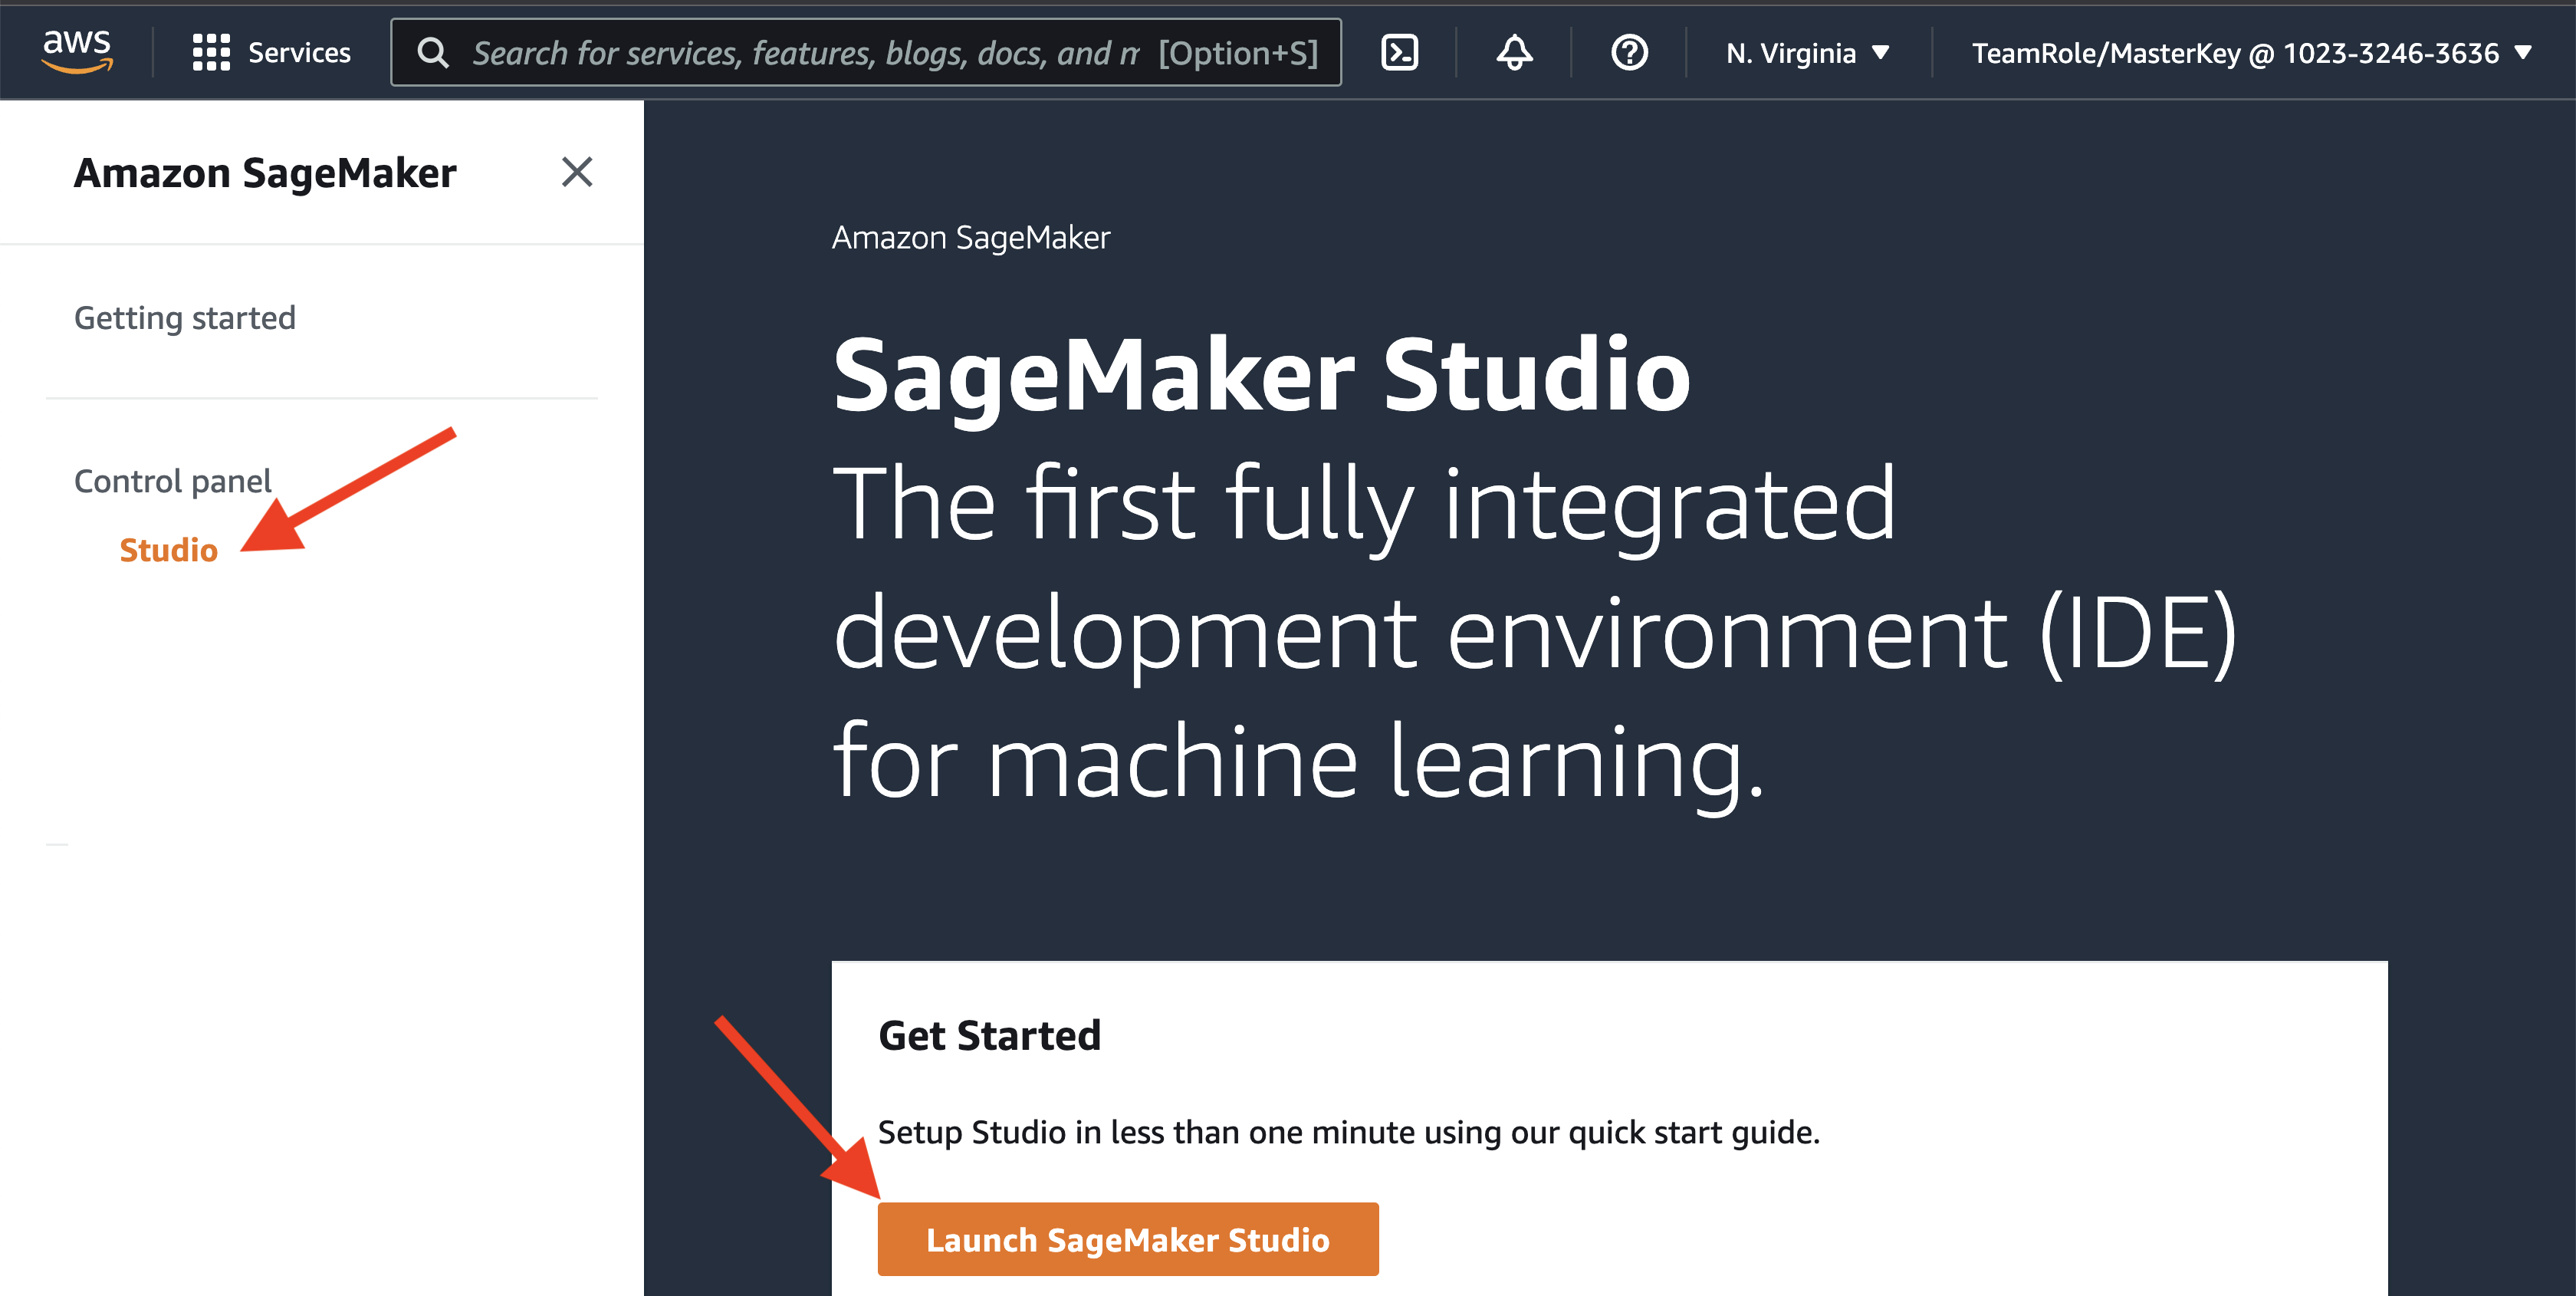 aws
Services
Search for services, features, blogs, docs, and m [Option+S]
N. Virginia
TeamRole/MasterKey @ 1023-3246-3636
Amazon SageMaker
Getting started
Control panel
Studio
Amazon SageMaker
SageMaker Studio
The first fully integrated
development environment (IDE)
for machine learning.
Get Started
Setup Studio in less than one minute using our quick start guide.
Launch SageMaker Studio